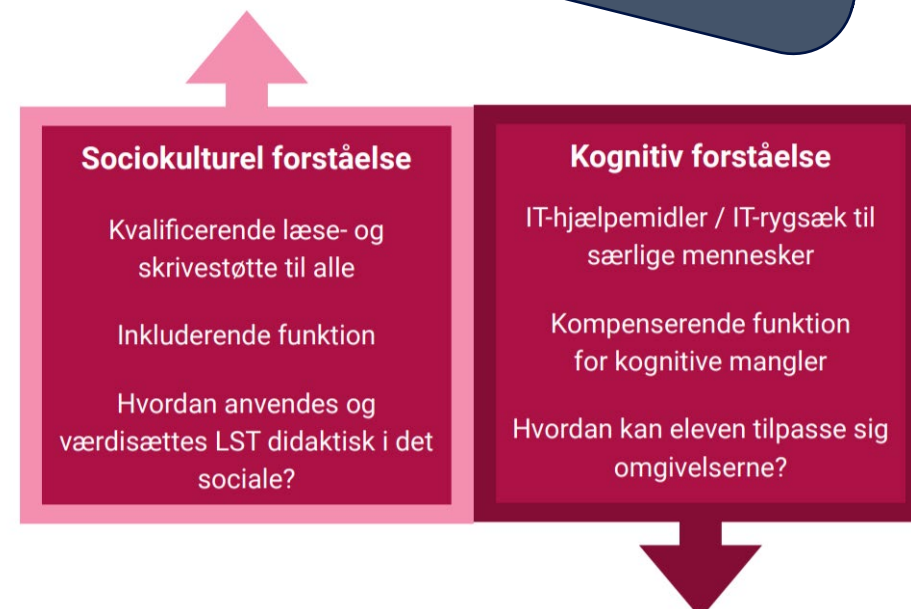 Sociokulturel forståelse
Kvalificerende læse- og
skrivestøtte til alle
Inkluderende funktion
Hvordan anvendes og
værdisættes LST didaktisk i det
sociale?
Kognitiv forståelse
IT-hjælpemidler / IT-rygsæk til
særlige mennesker
Kompenserende funktion
for kognitive mangler
Hvordan kan eleven tilpasse sig
omgivelserne?